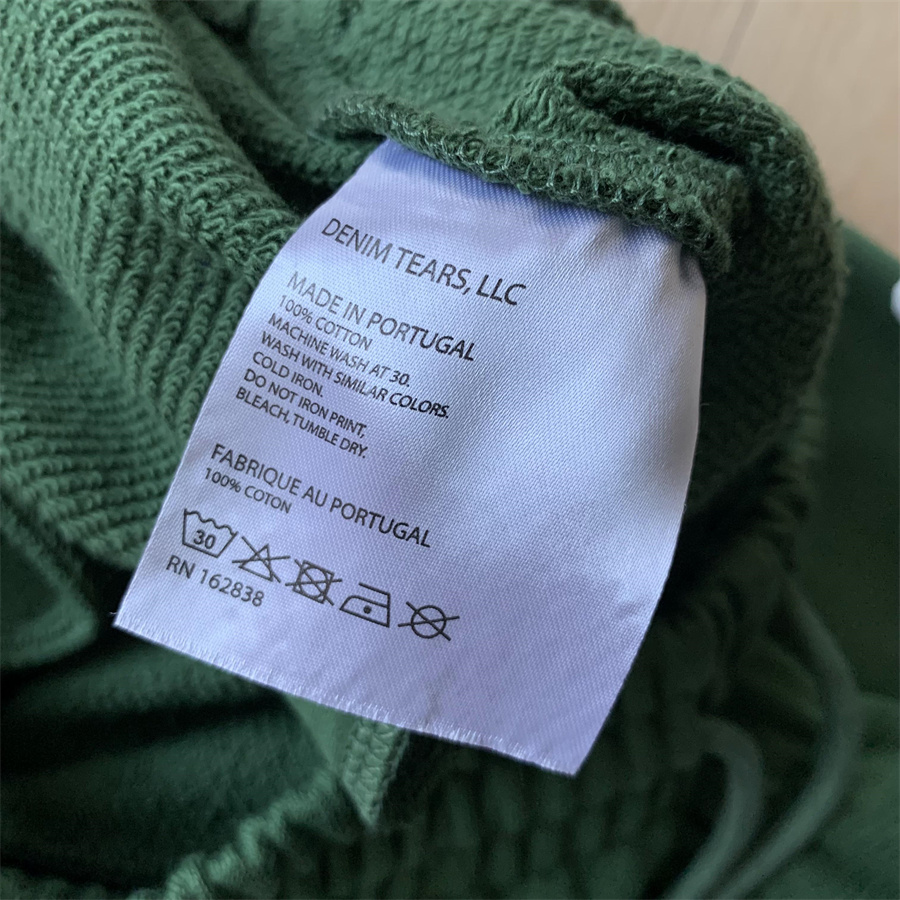 DENIM TEARS, LLC
MADE IN PORTUGAL
100% COTTON
MACHINE WASH AT 30.
WASH WITH SIMILAR COLORS.
COLD IRON.
DO NOT IRON PRINT,
BLEACH, TUMBLE DRY.
FABRIQUE AU PORTUGAL
100% COTON
30
RN 162838